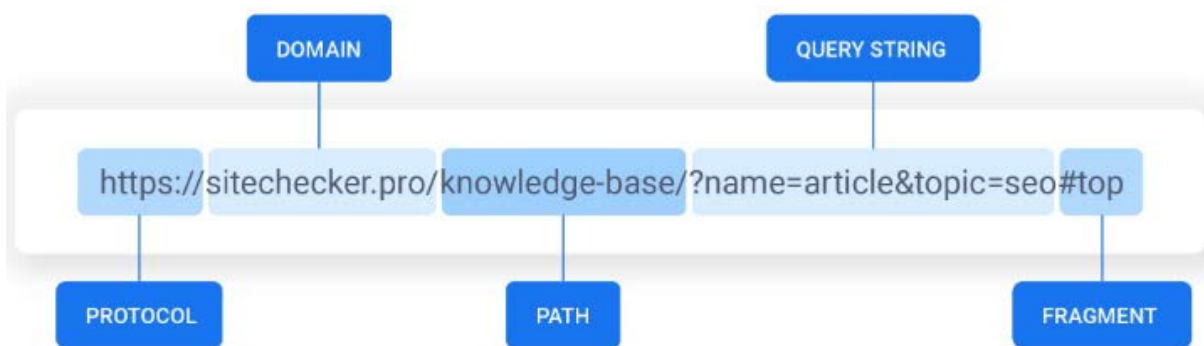 DOMAIN QUERY STRING
https://sitechecker.pro/knowledge-base/?name=article&topic=seo#top
PROTOCOL PATH FRAGMENT